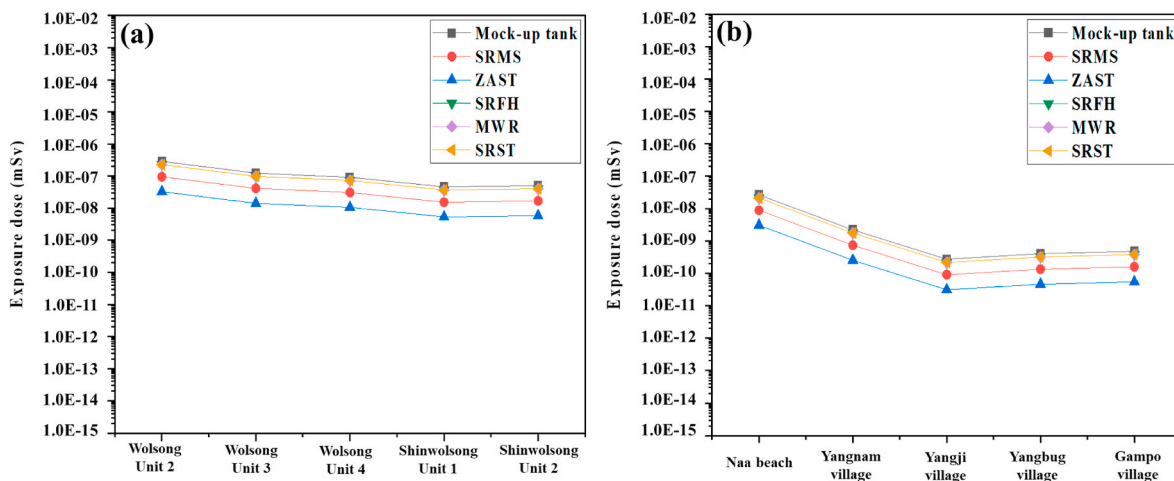 (a)
Exposure dose (mSv)
1.0E-02
1.0E-03
1.0E-04
1.0E-05
1.0E-06
1.0E-07
1.0E-08
1.0E-09
1.0E-10
1.0E-11
1.0E-12
1.0E-13
1.0E-14
1.0E-15
Mock-up tank
SRMS
ZAST
SRFH
MWR
SRST
Wolsong
Unit 2
Wolsong
Unit 3
Wolsong
Unit 4
Shinwolsong
Unit 1
Shinwolsong
Unit 2
(b)
Exposure dose (mSv)
1.0E-02
1.0E-03
1.0E-04
1.0E-05
1.0E-06
1.0E-07
1.0E-08
1.0E-09
1.0E-10
1.0E-11
1.0E-12
1.0E-13
1.0E-14
1.0E-15
Mock-up tank
SRMS
ZAST
SRFH
MWR
SRST
Naa beach
Yangnam
village
Yangji
village
Yangbug
village
Gampo
village